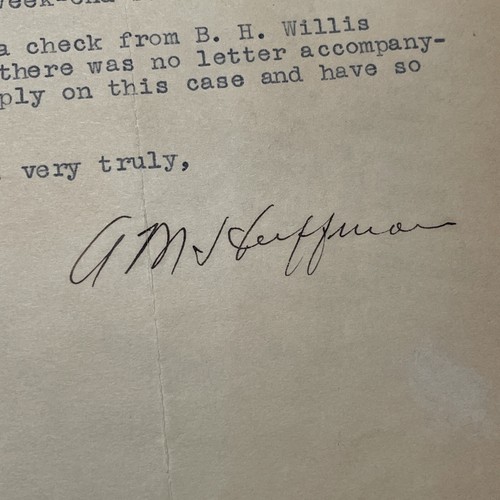 a check from B. H. Willis
there was no letter accompany-
ply on this case and have so
very truly,
A M Huffman